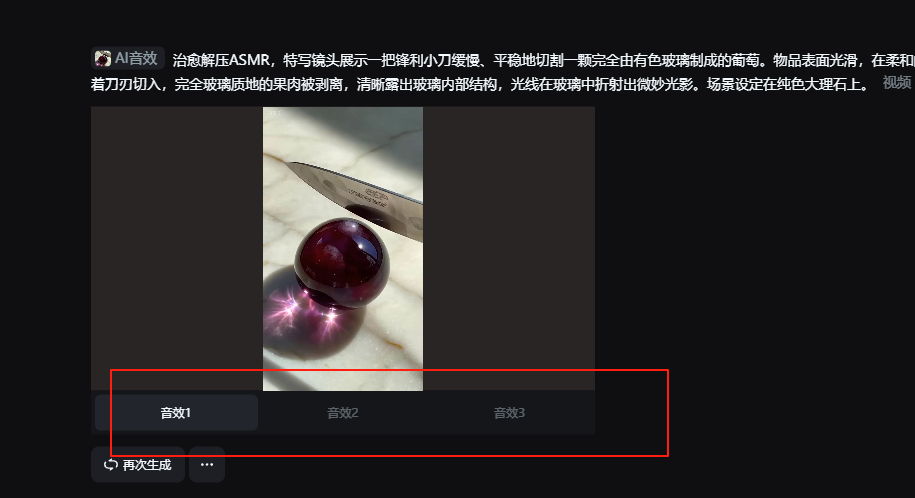 AI音效 治愈解压ASMR，特写镜头展示一把锋利小刀缓慢、平稳地切割一颗完全由有色玻璃制成的葡萄。物品表面光滑，在柔和
着刀刃切入，完全玻璃质地的果肉被剥离，清晰露出玻璃内部结构，光线在玻璃中折射出微妙光影。场景设定在纯色大理石上。 视频
音效1 音效2 音效3
再次生成 ···